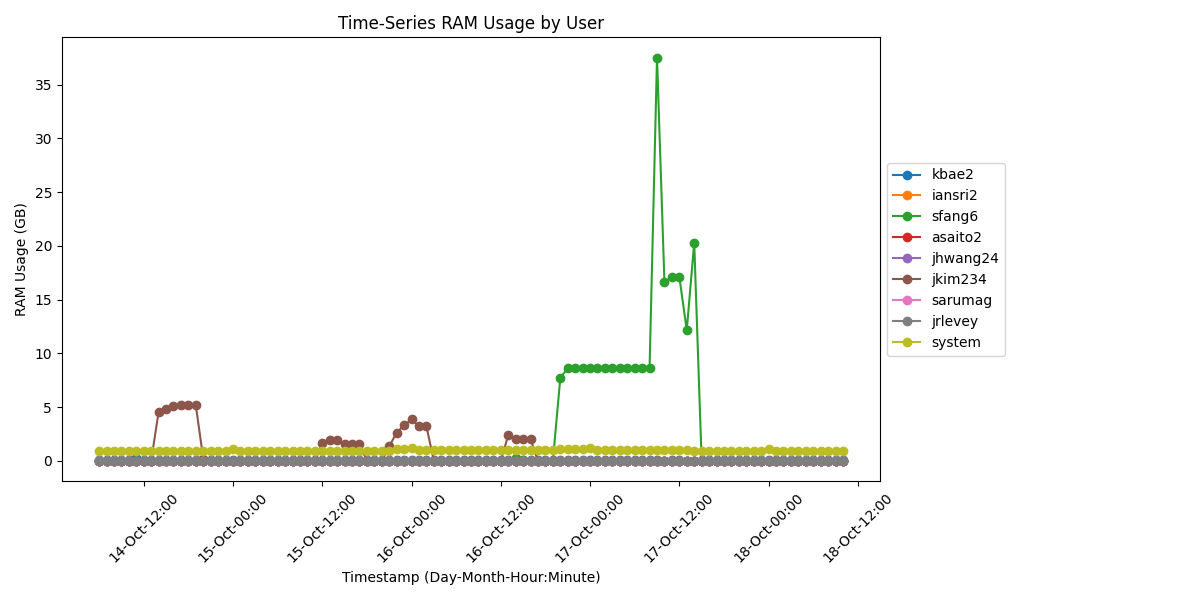 Time-Series RAM Usage by User
RAM Usage (GB)
35
30
25
20
15
10
5
0
14-Oct-12:00
15-Oct-00:00
15-Oct-12:00
16-Oct-00:00
16-Oct-12:00
17-Oct-00:00
17-Oct-12:00
18-Oct-00:00
18-Oct-12:00
Timestamp (Day-Month-Hour:Minute)
kbae2
iansri2
sfang6
asaito2
jhwang24
jkim234
sarumag
jrlevey
system